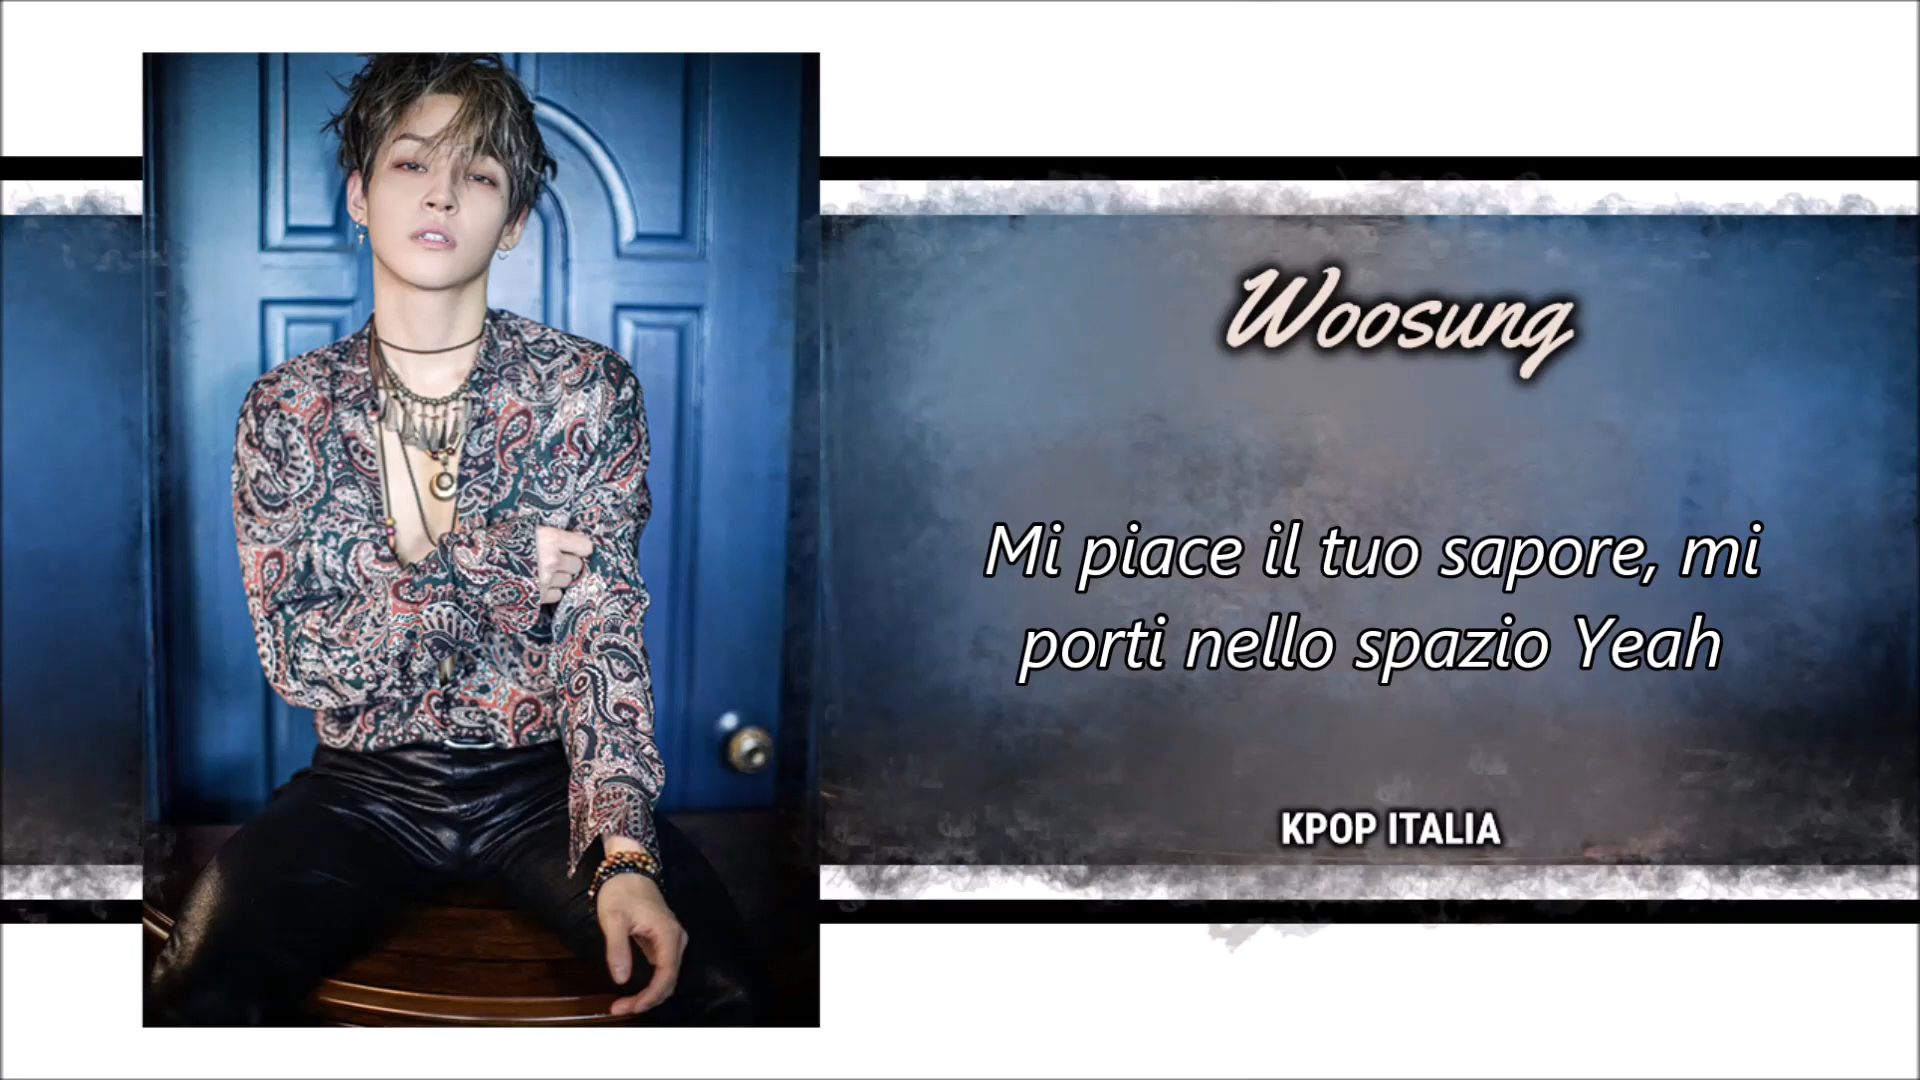 Woosung
Mi piace il tuo sapore, mi
porti nello spazio Yeah
KPOP ITALIA